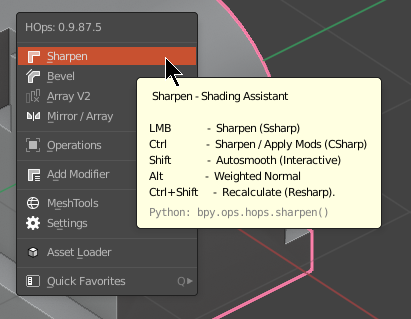 HOps: 0.9.87.5
Sharpen
Bevel
Array V2
Mirror / Array
Operations
Add Modifier
MeshTools
Settings
Asset Loader
Quick Favorites Q
Sharpen - Shading Assistant
LMB - Sharpen (Ssharp)
Ctrl - Sharpen / Apply Mods (CSharp)
Shift - Autosmooth (Interactive)
Alt - Weighted Normal
Ctrl+Shift - Recalculate (Resharp).
Python: bpy.ops.hops.sharpen()